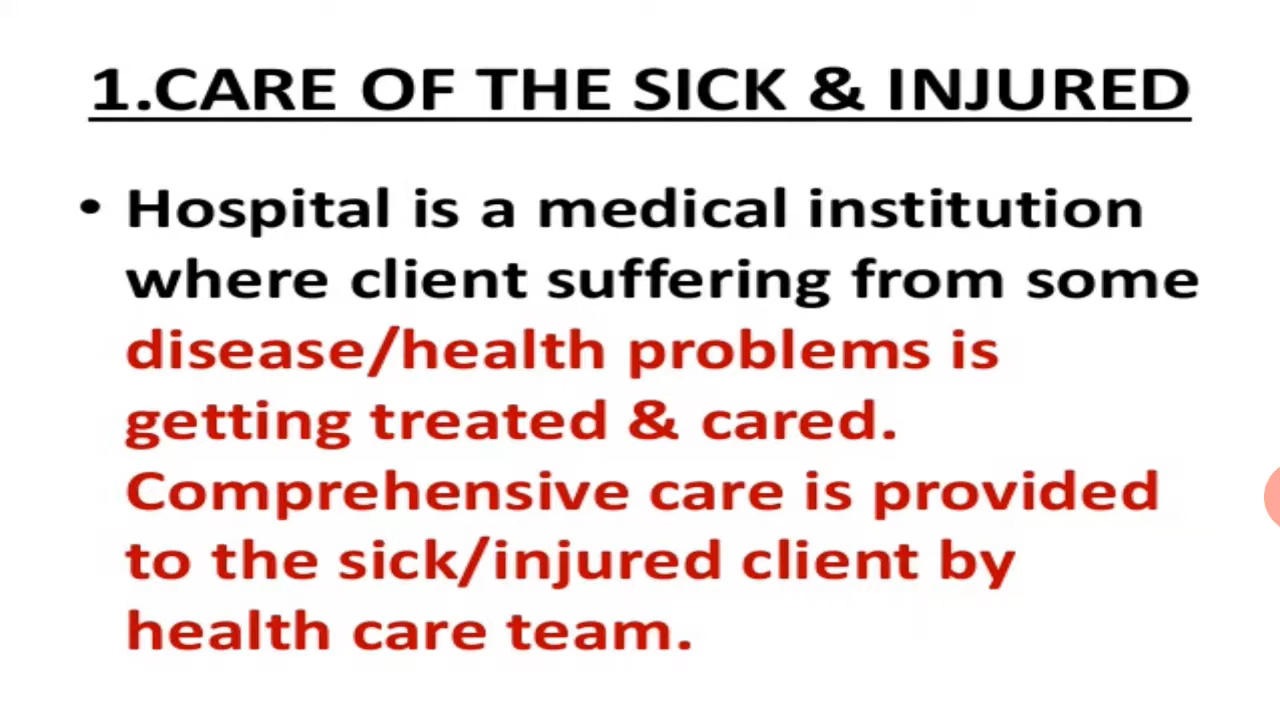 1.CARE OF THE SICK & INJURED
• Hospital is a medical institution
where client suffering from some
disease/health problems is
getting treated & cared.
Comprehensive care is provided
to the sick/injured client by
health care team.